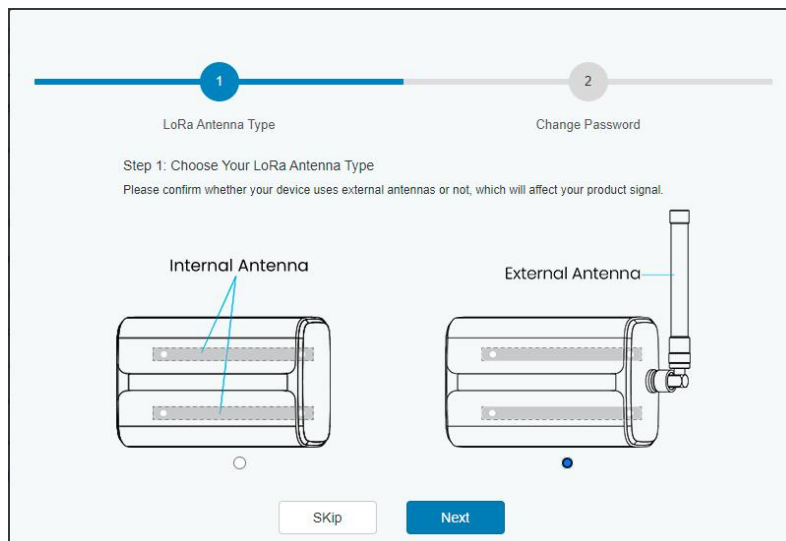 1
2
LoRa Antenna Type
Change Password
Step 1: Choose Your LoRa Antenna Type
Please confirm whether your device uses external antennas or not, which will affect your product signal.
Internal Antenna
External Antenna
SKip
Next